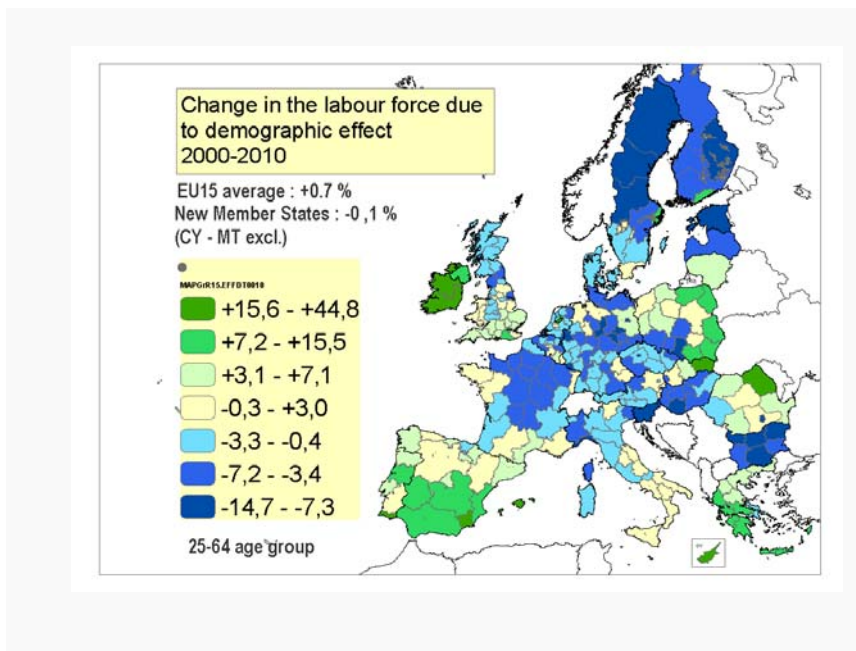 Change in the labour force due
to demographic effect
2000-2010
EU15 average : +0.7 %
New Member States : -0 ,1 %
(CY - MT excl.)
MAPGrR15.EFFDT0010
+15,6 - +44,8
+7,2 - +15,5
+3,1 - +7,1
-0,3 - +3,0
-3,3 - -0,4
-7,2 - -3,4
-14,7 - -7,3
25-64 age group